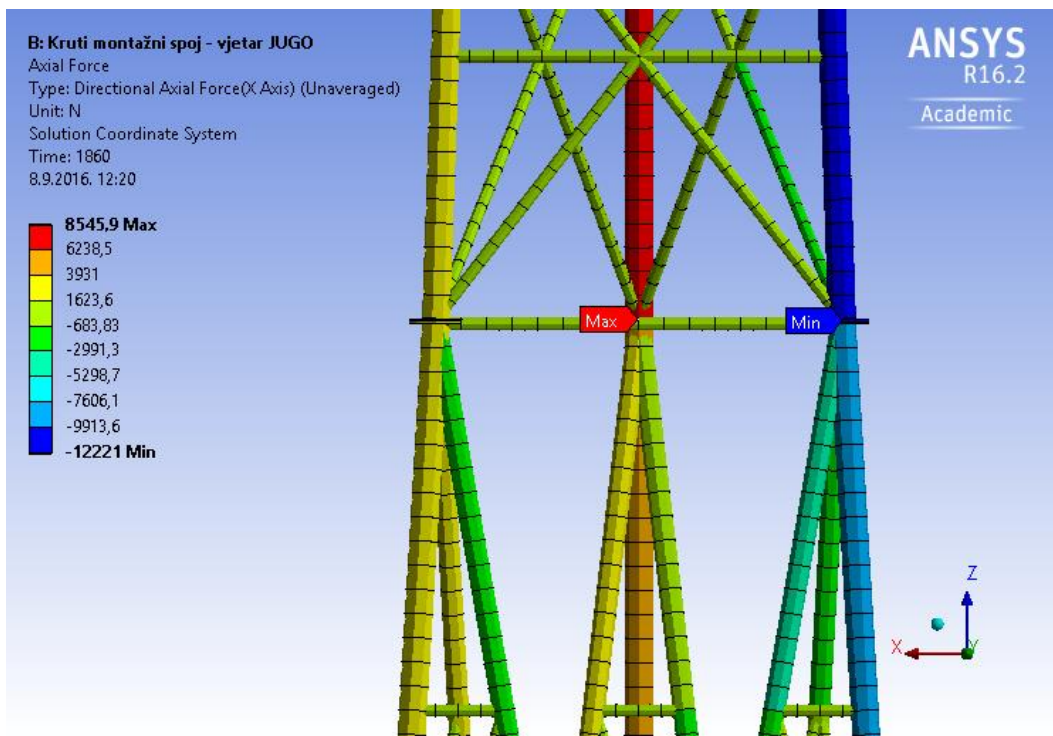 B: Kruti montažni spoj - vjetar JUGO
Axial Force
Type: Directional Axial Force(X Axis) (Unaveraged)
Unit: N
Solution Coordinate System
Time: 1860
8.9.2016. 12:20
8545,9 Max
6238,5
3931
1623,6
-683,83
-2991,3
-5298,7
-7606,1
-9913,6
-12221 Min
ANSYS
R16.2
Academic
Max
Min
Z
X
Y